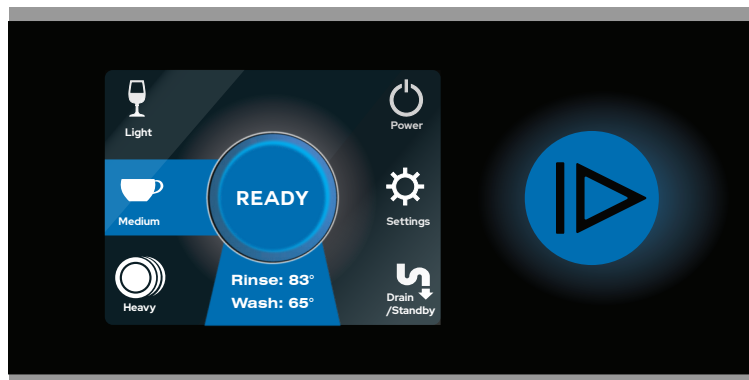 Light
Power
READY
Medium
Settings
Rinse: 83°
Wash: 65°
Heavy
Drain
/Standby